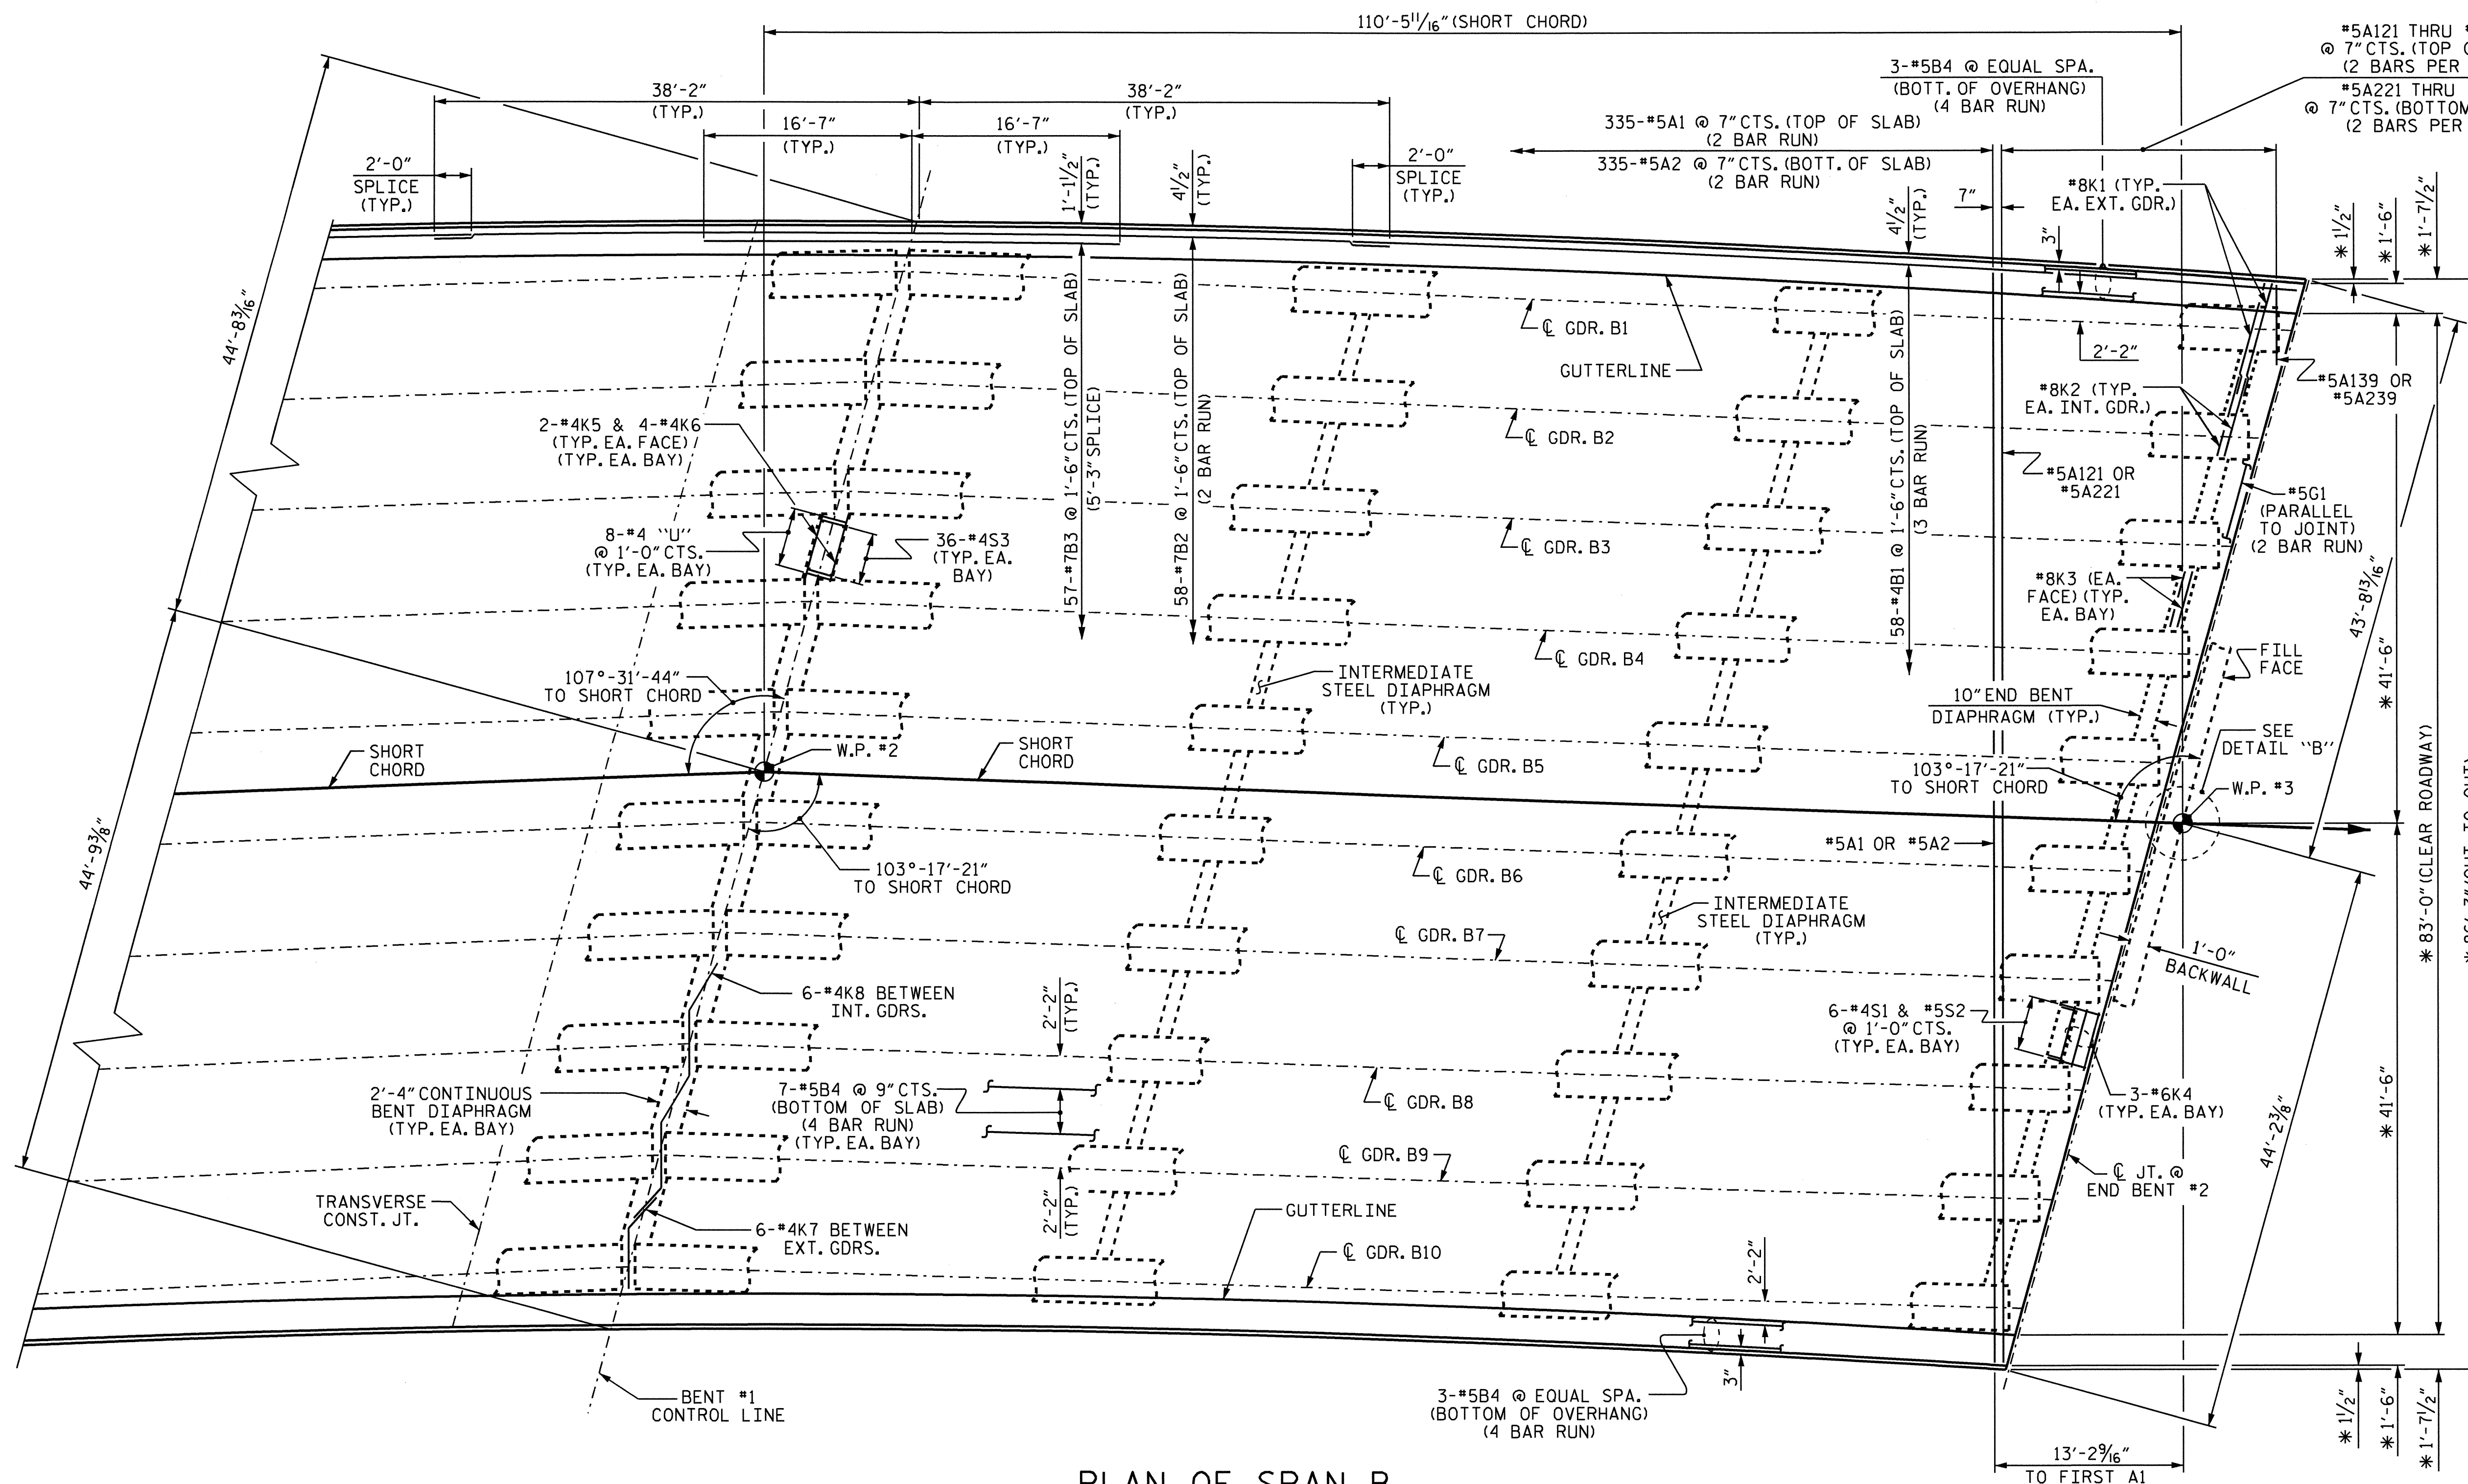 110'-5 11/16" (SHORT CHORD)
*5A121 THRU
@ 7" CTS. (TOP
(2 BARS PER
*5A221 THRU
@ 7" CTS. (BOTTOM
(2 BARS PER
3-#5B4 @ EQUAL SPA.
(BOTT. OF OVERHANG)
(4 BAR RUN)
38'-2"
(TYP.)
38'-2"
(TYP.)
16'-7"
(TYP.)
16'-7"
(TYP.)
335-#5A1 @ 7" CTS. (TOP OF SLAB)
(2 BAR RUN)
335-#5A2 @ 7" CTS. (BOTT. OF SLAB)
(2 BAR RUN)
2'-0"
SPLICE
(TYP.)
1'-1 1/2"
(TYP.)
4 1/2"
(TYP.)
2'-0"
SPLICE
(TYP.)
7"
4 1/2"
(TYP.)
#8K1 (TYP.
EA. EXT. GDR.)
3"
* 1 1/2"
* 1'-6"
* 1'-7 1/2"
44'-8 3/16"
57-#7B3 @ 1'-6" CTS. (TOP OF SLAB)
(5'-3" SPLICE)
58-#7B2 @ 1'-6" CTS. (TOP OF SLAB)
(2 BAR RUN)
58-#4B1 @ 1'-6" CTS. (TOP OF SLAB)
(3 BAR RUN)
℄ GDR. B1
GUTTERLINE
2'-2"
#5A139 OR
#5A239
#8K2 (TYP.
EA. INT. GDR.)
2-#4K5 & 4-#4K6
(TYP. EA. FACE)
(TYP. EA. BAY)
℄ GDR. B2
#5A121 OR
#5A221
#5G1
(PARALLEL
TO JOINT)
(2 BAR RUN)
8-#4 "U"
@ 1'-0" CTS.
(TYP. EA. BAY)
36-#4S3
(TYP. EA.
BAY)
℄ GDR. B3
#8K3 (EA.
FACE) (TYP.
EA. BAY)
43'-8 13/16"
℄ GDR. B4
FILL
FACE
107°-31'-44"
TO SHORT CHORD
INTERMEDIATE
STEEL DIAPHRAGM
(TYP.)
10" END BENT
DIAPHRAGM (TYP.)
* 41'-6"
SEE
DETAIL "B"
SHORT
CHORD
W.P. #2
SHORT
CHORD
℄ GDR. B5
103°-17'-21"
TO SHORT CHORD
W.P. #3
44'-9 3/8"
103°-17'-21"
TO SHORT CHORD
℄ GDR. B6
#5A1 OR #5A2
* 83'-0" (CLEAR ROADWAY)
INTERMEDIATE
STEEL DIAPHRAGM
(TYP.)
℄ GDR. B7
1'-0"
BACKWALL
6-#4K8 BETWEEN
INT. GDRS.
2'-2"
(TYP.)
6-#4S1 & #5S2
@ 1'-0" CTS.
(TYP. EA. BAY)
2'-4" CONTINUOUS
BENT DIAPHRAGM
(TYP. EA. BAY)
7-#5B4 @ 9" CTS.
(BOTTOM OF SLAB)
(4 BAR RUN)
(TYP. EA. BAY)
℄ GDR. B8
3-#6K4
(TYP. EA. BAY)
* 41'-6"
44'-2 3/8"
℄ GDR. B9
℄ JT. @
END BENT #2
TRANSVERSE
CONST. JT.
2'-2"
(TYP.)
6-#4K7 BETWEEN
EXT. GDRS.
GUTTERLINE
℄ GDR. B10
2'-2"
BENT #1
CONTROL LINE
3-#5B4 @ EQUAL SPA.
(BOTTOM OF OVERHANG)
(4 BAR RUN)
3"
* 1 1/2"
* 1'-6"
* 1'-7 1/2"
13'-2 9/16"
TO FIRST A1
PLAN OF SPAN B